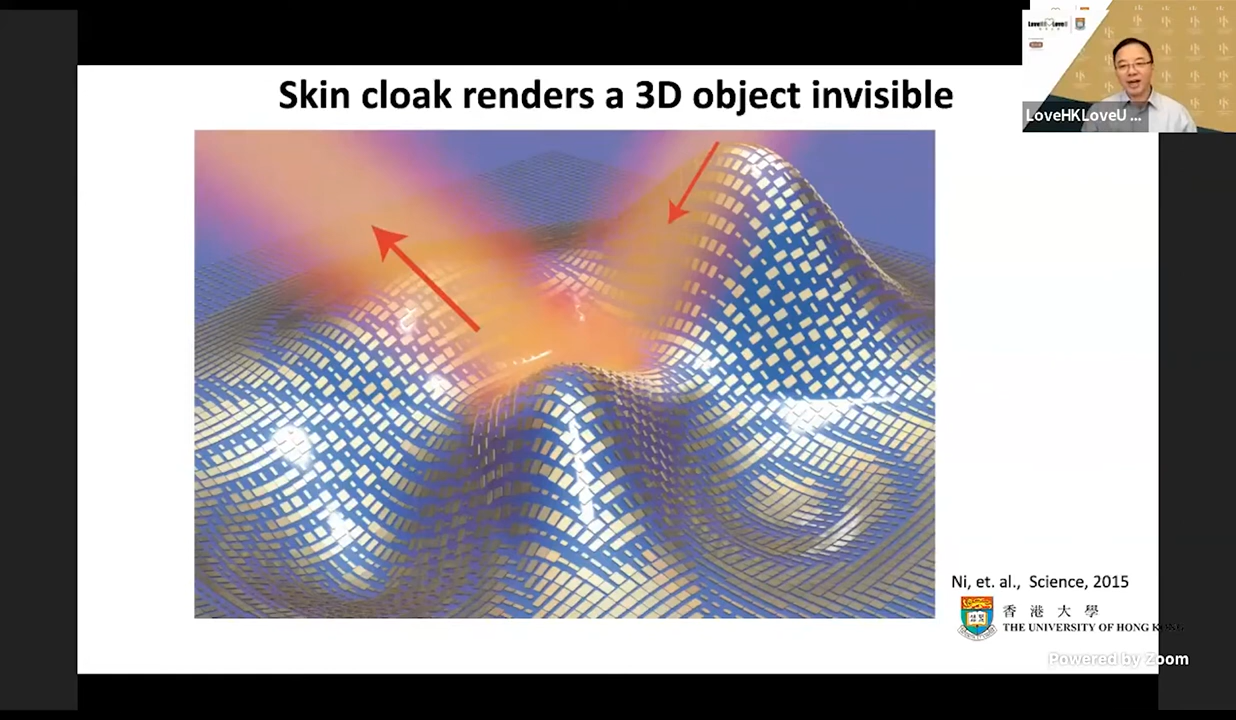 Skin cloak renders a 3D object invisible
LoveHKLoveU ...
Ni, et. al., Science, 2015
香港大學
THE UNIVERSITY OF HONG KONG
Powered by Zoom